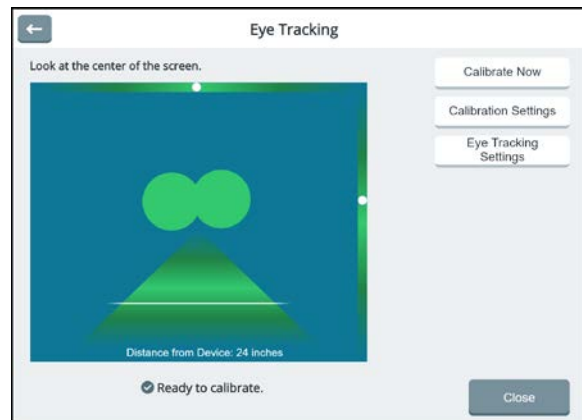 Eye Tracking
Look at the center of the screen.
Calibrate Now
Calibration Settings
Eye Tracking
Settings
Distance from Device: 24 inches
Ready to calibrate.
Close